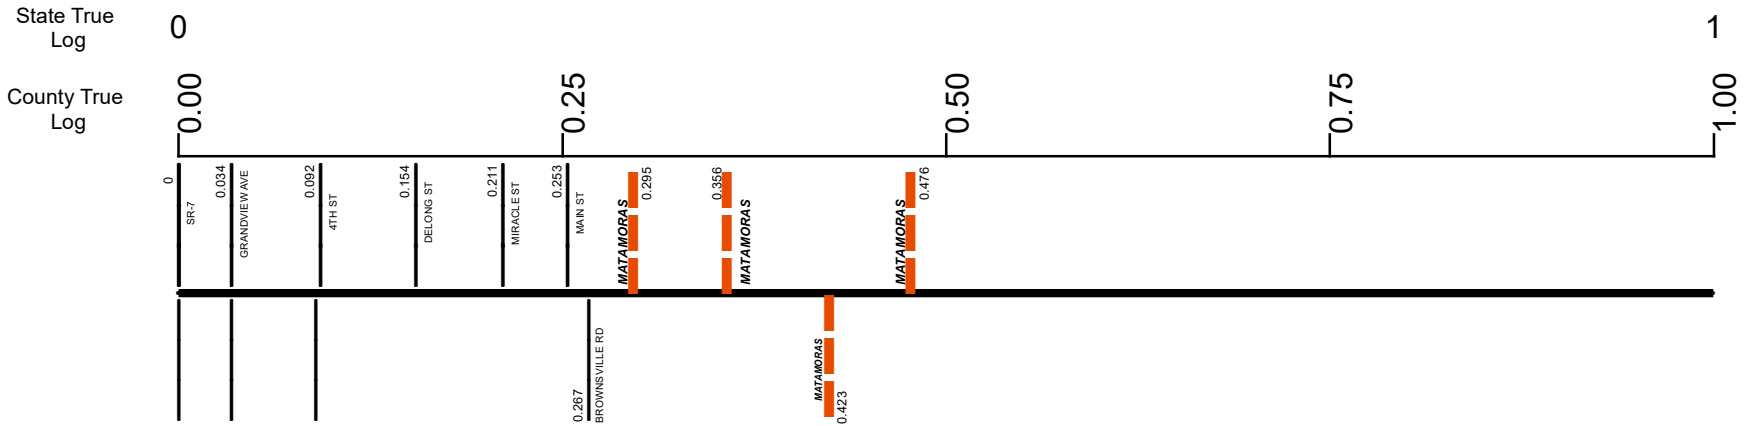 State True
Log
0
1
County True
Log
0.00
0.25
0.50
0.75
1.00
0
SR-7
0.034
GRANDVIEW AVE
0.092
4TH ST
0.154
DELONG ST
0.211
MIRACLE ST
0.253
MAIN ST
MATAMORAS
0.295
0.356
MATAMORAS
MATAMORAS
0.476
0.267
BROWNSVILLE RD
MATAMORAS
0.423